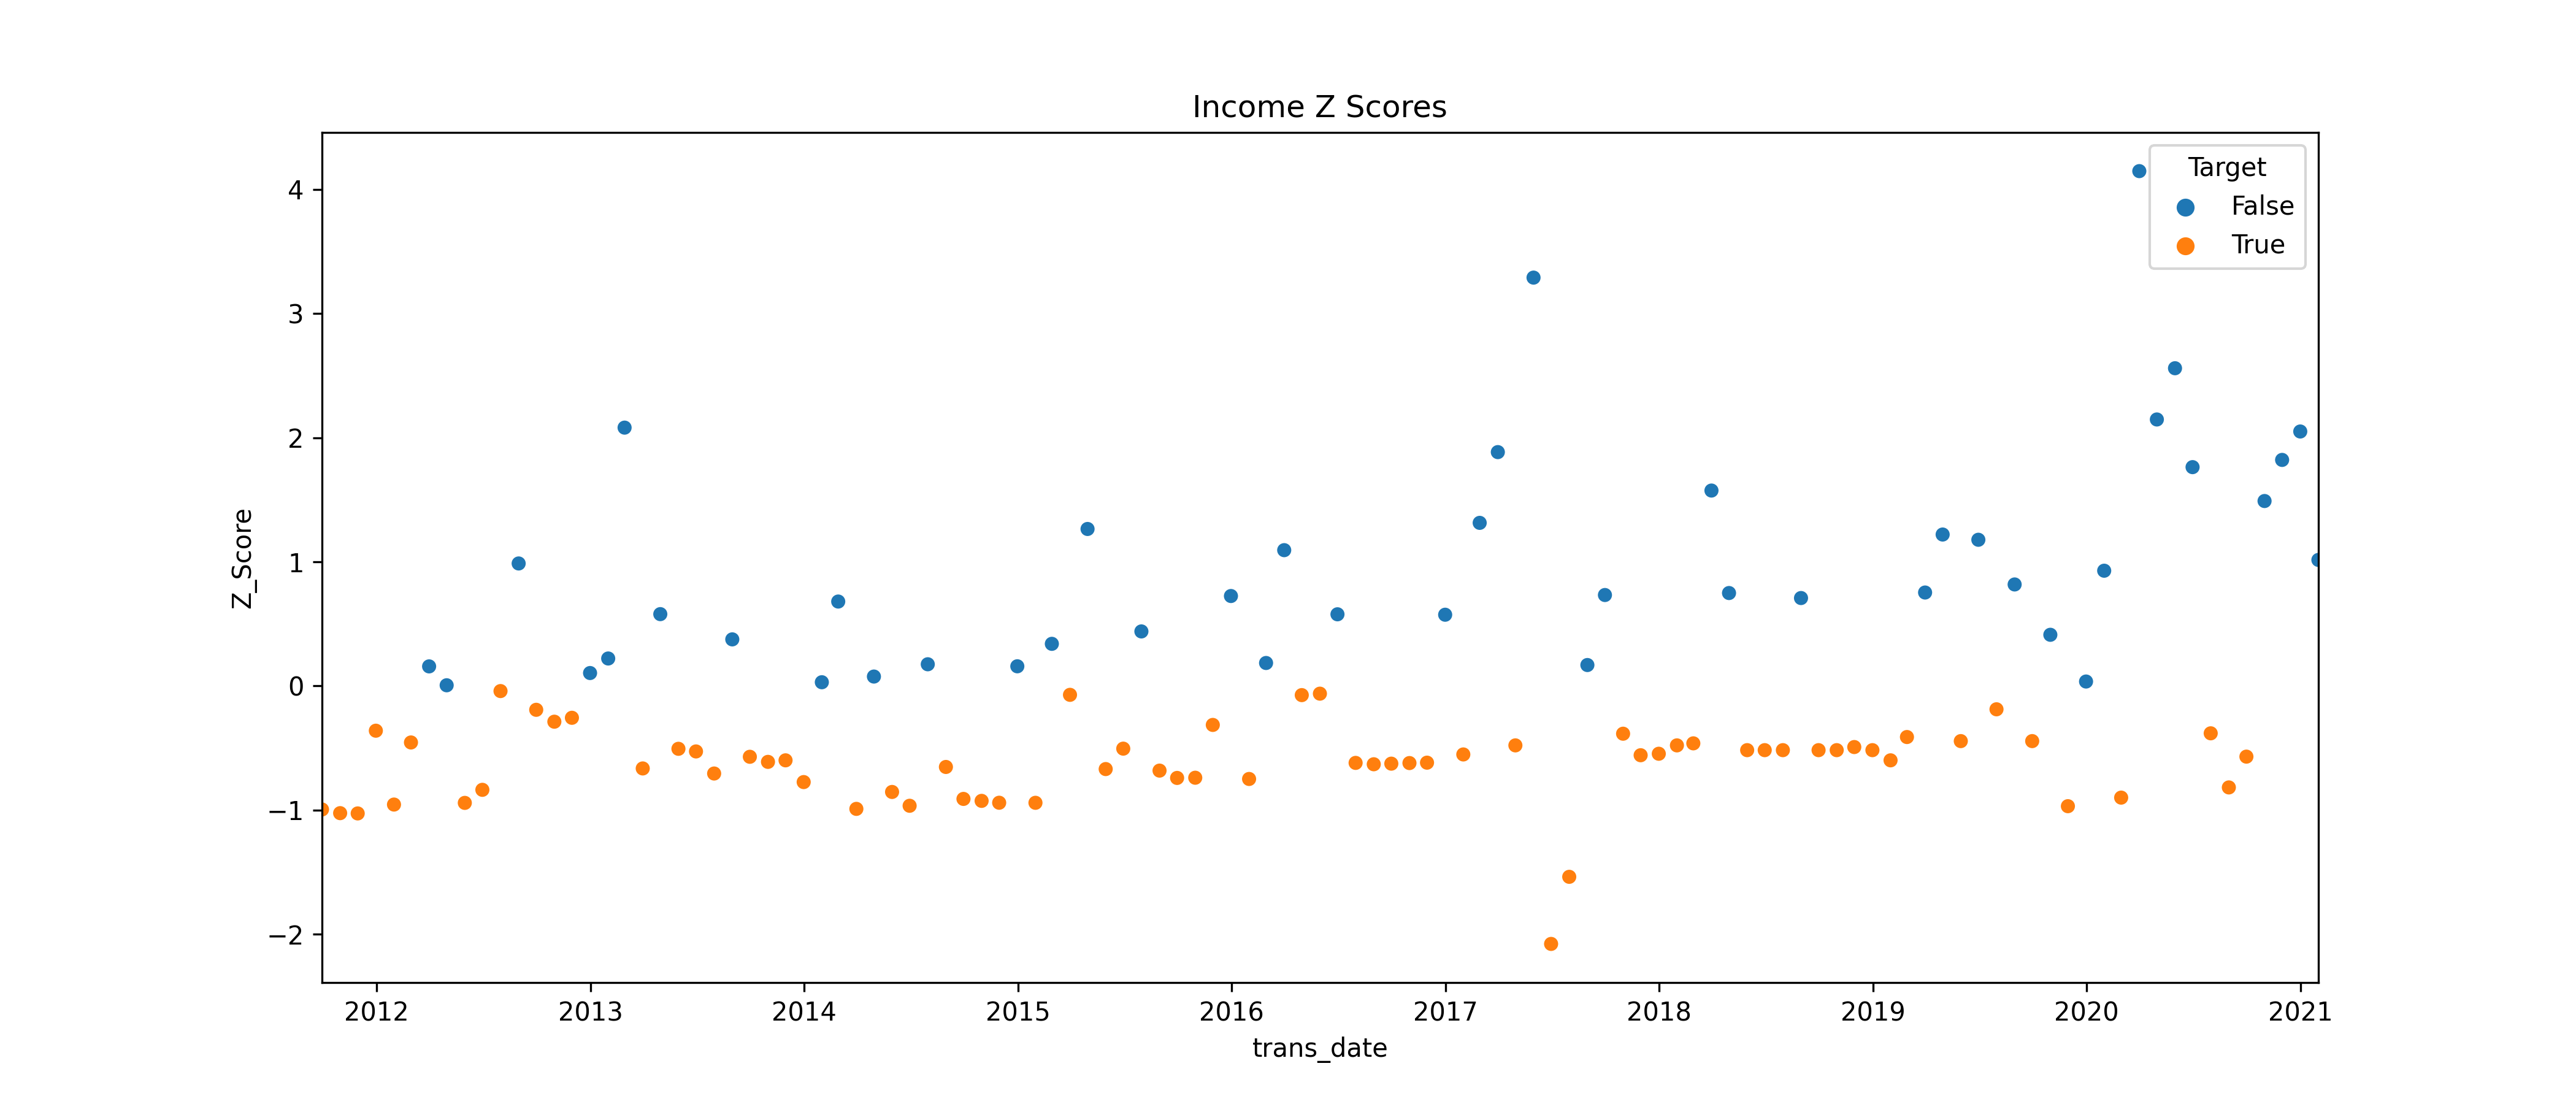 Income Z Scores
Target
False
True
4
3
2
1
0
−1
−2
Z_Score
2012 2013 2014 2015 2016 2017 2018 2019 2020 2021
trans_date